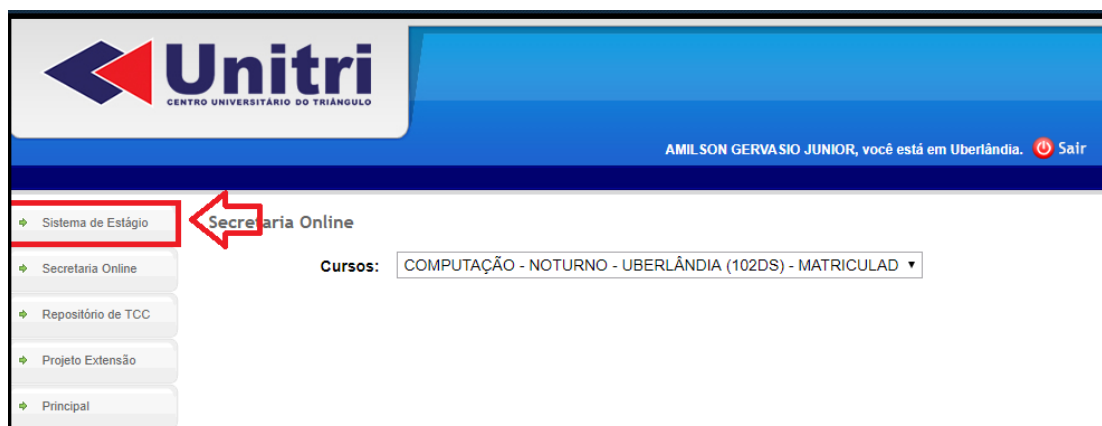 Unitri
CENTRO UNIVERSITÁRIO DO TRIÂNGULO
AMILSON GERVASIO JUNIOR, você está em Uberlândia. Sair
Sistema de Estágio
Secretaria Online
Cursos: COMPUTAÇÃO - NOTURNO - UBERLÂNDIA (102DS) - MATRICULAD
Secretaria Online
Repositório de TCC
Projeto Extensão
Principal